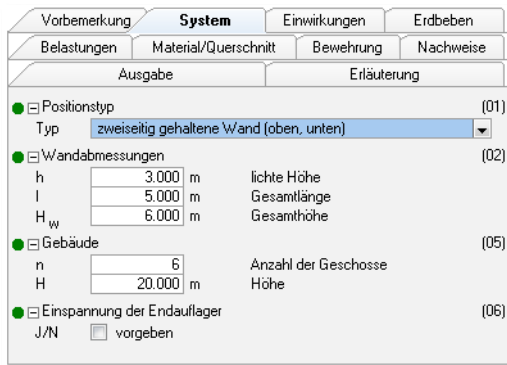 Vorbemerkung System Einwirkungen Erdbeben
Belastungen Material/Querschnitt Bewehrung Nachweise
Ausgabe Erläuterung
Positionstyp (01)
Typ zweiseitig gehaltene Wand (oben, unten)
Wandabmessungen (02)
h 3.000 m lichte Höhe
l 5.000 m Gesamtlänge
H w 6.000 m Gesamthöhe
Gebäude (05)
n 6 Anzahl der Geschosse
H 20.000 m Höhe
Einspannung der Endauflager (06)
J/N vorgeben